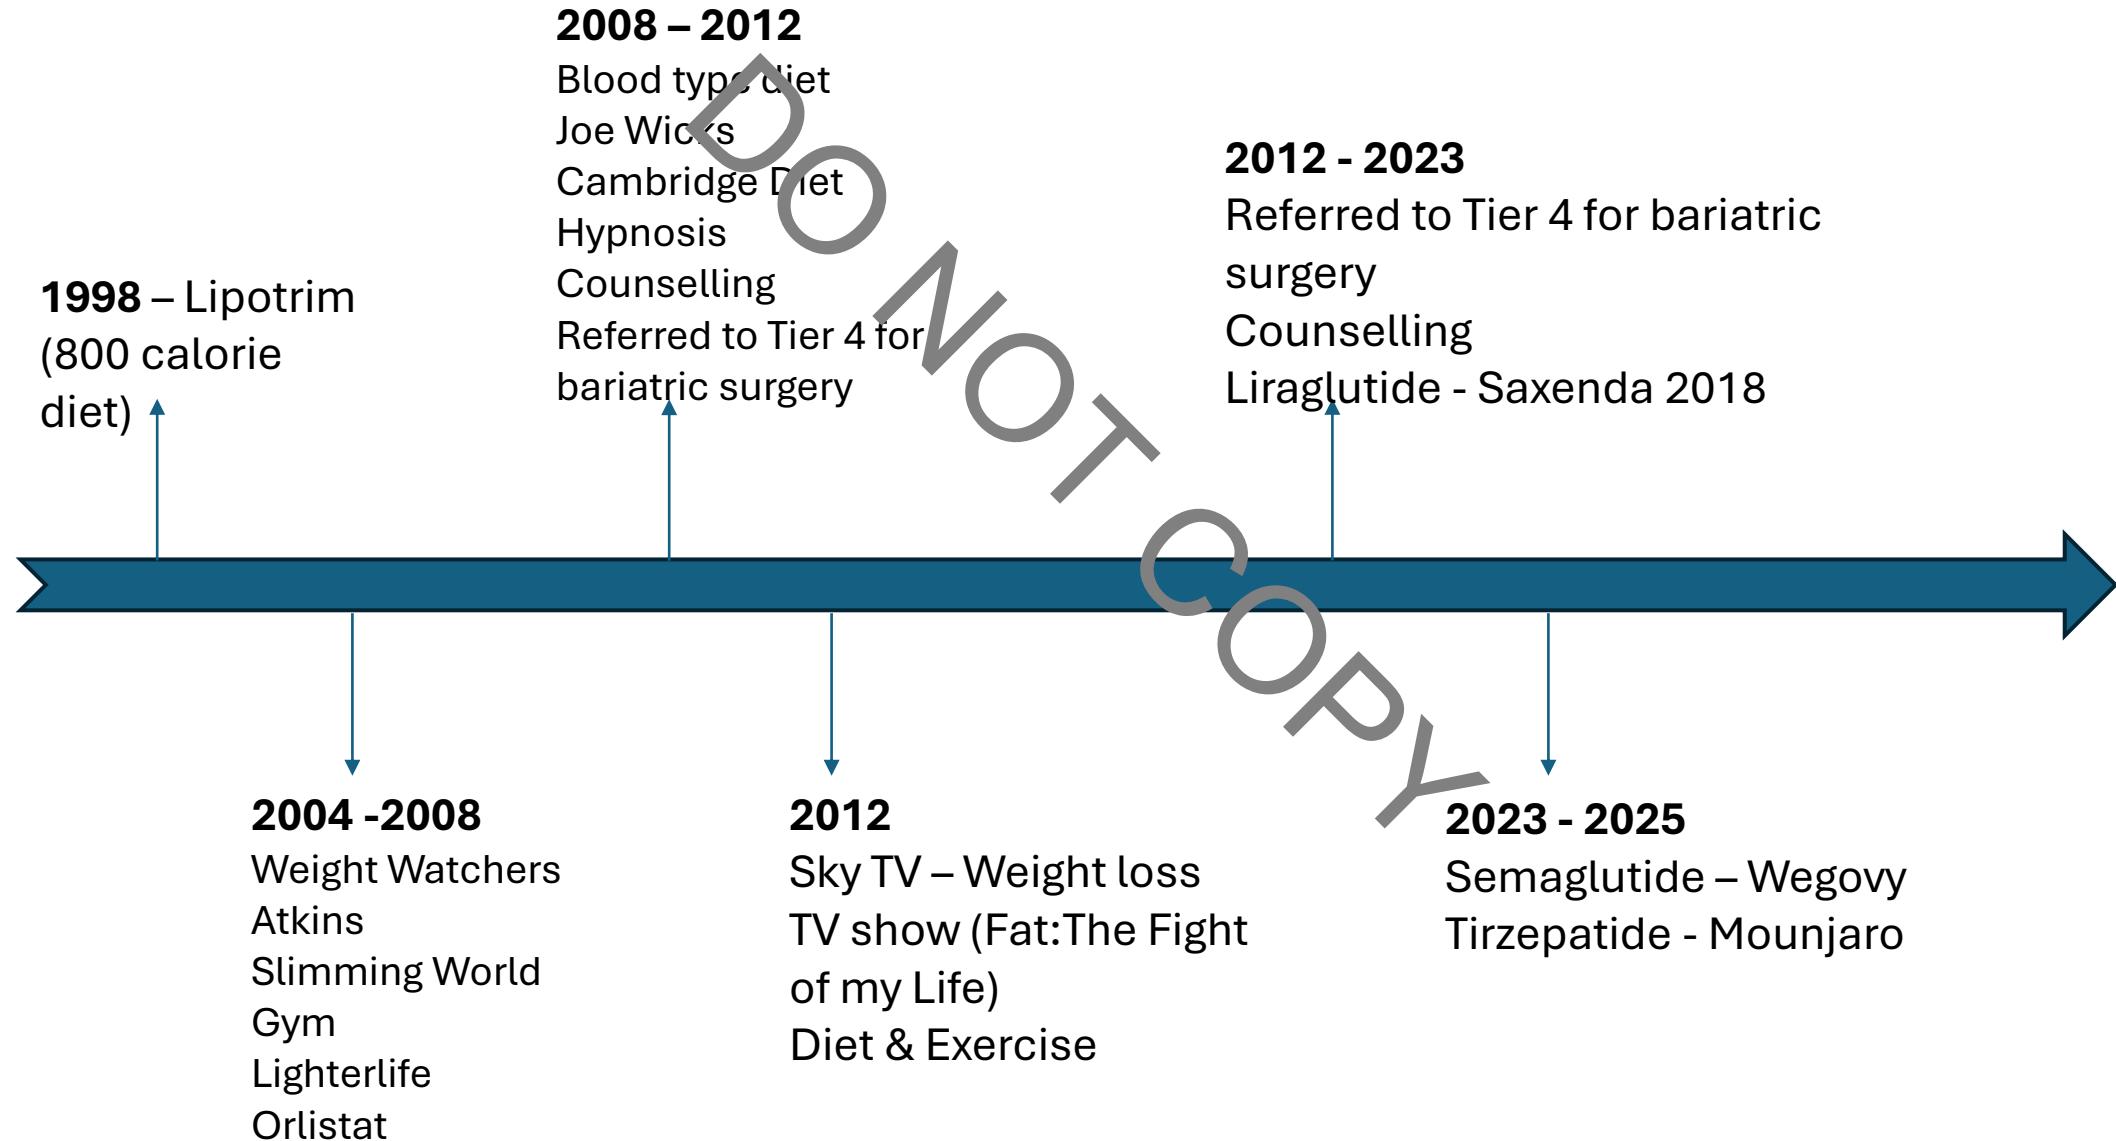 2008 – 2012
Blood type diet
Joe Wicks
Cambridge Diet
Hypnosis
Counselling
Referred to Tier 4 for
bariatric surgery
2012 - 2023
Referred to Tier 4 for bariatric
surgery
Counselling
Liraglutide - Saxenda 2018
1998 – Lipotrim
(800 calorie
diet)
DO NOT COPY
2004 -2008
Weight Watchers
Atkins
Slimming World
Gym
Lighterlife
Orlistat
2012
Sky TV – Weight loss
TV show (Fat:The Fight
of my Life)
Diet & Exercise
2023 - 2025
Semaglutide – Wegovy
Tirzepatide - Mounjaro